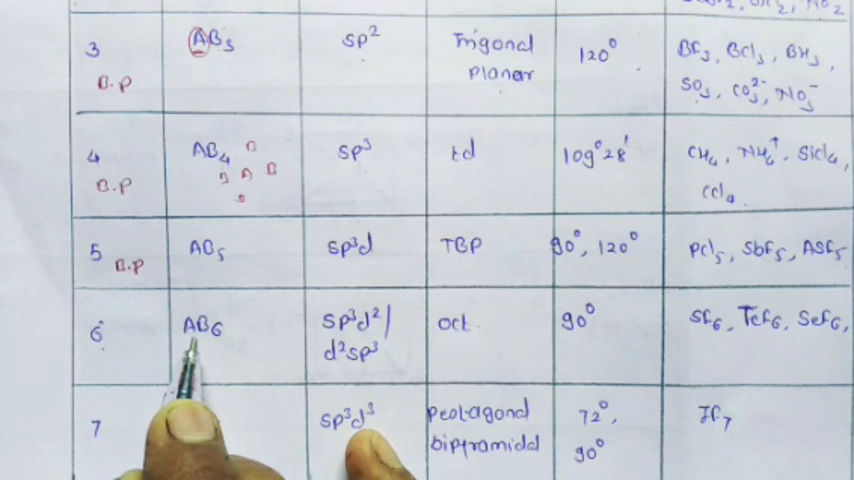 3 AB₃ sp² Trigonal 120° BF₃, BCl₃, BH₃,
B.P planar SO₃, CO₃²⁻, NO₃⁻
4 AB₄ B sp³ td 109°28' CH₄, NH₄⁺, SiCl₄,
B.P B A B CCl₄
B
5 AB₅ sp³d TBP 90°, 120° PCl₅, SbF₅, ASF₅
B.P
6 AB6 sp³d²/ oct. 90° SF₆, TeF₆, SeF₆,
d²sp³
7 sp³d³ pentagonal 72°, IF₇
bipyramidal 90°